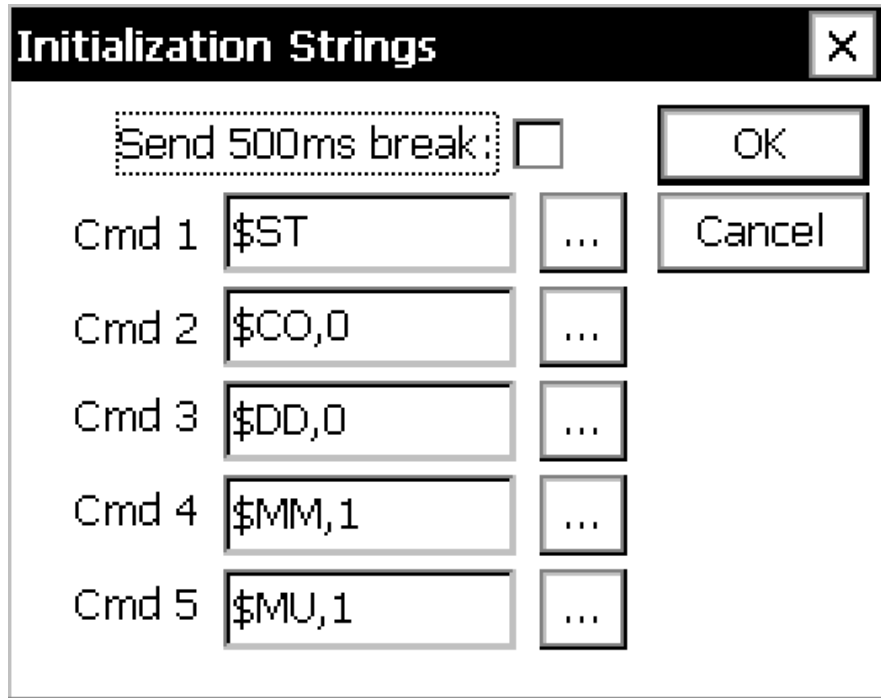 Initialization Strings
Send 500ms break:
OK
Cmd 1 $ST ... Cancel
Cmd 2 $CO,0 ...
Cmd 3 $DD,0 ...
Cmd 4 $MM,1 ...
Cmd 5 $MU,1 ...